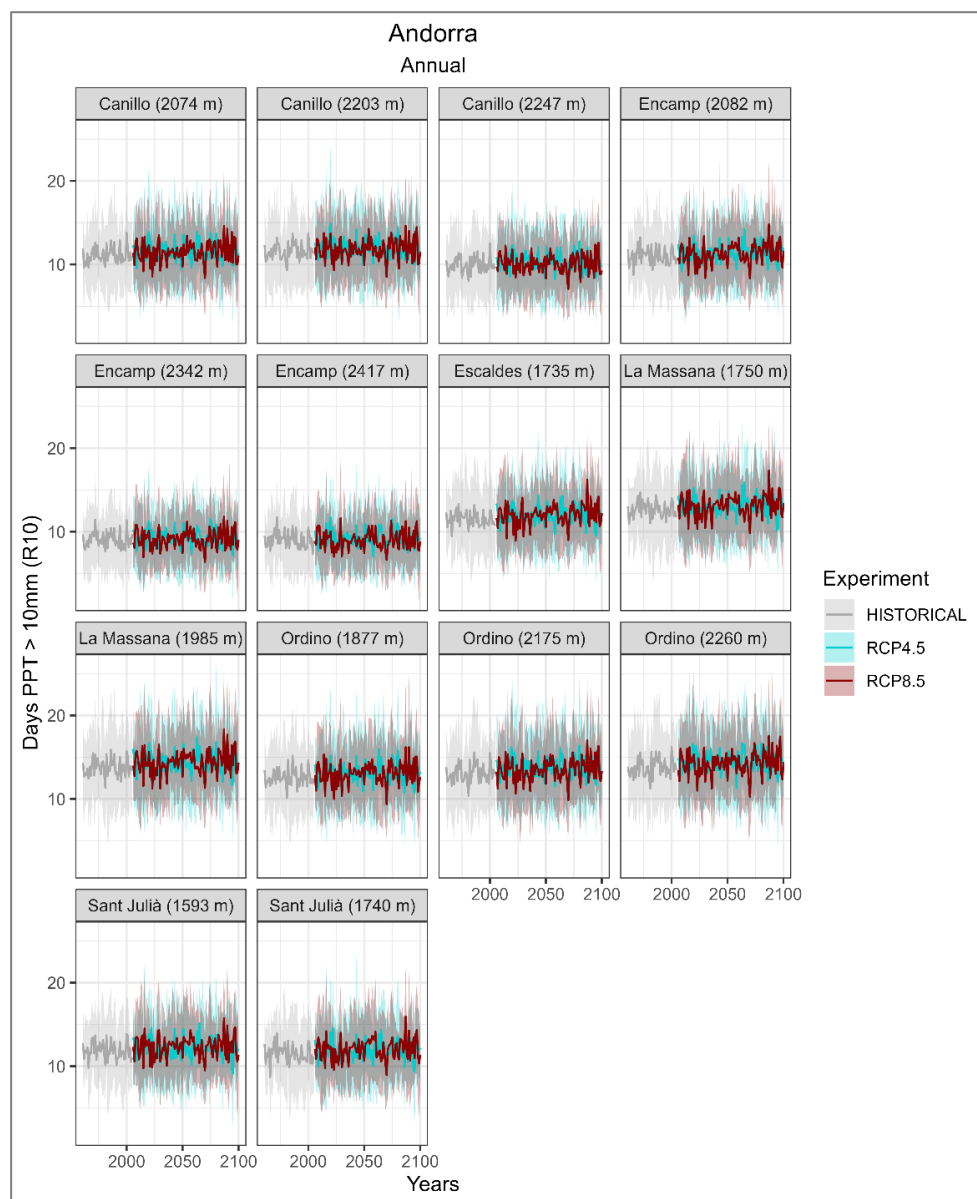 Andorra
Annual
Canillo (2074 m) Canillo (2203 m) Canillo (2247 m) Encamp (2082 m)
20
10
Encamp (2342 m) Encamp (2417 m) Escaldes (1735 m) La Massana (1750 m)
20
10
La Massana (1985 m) Ordino (1877 m) Ordino (2175 m) Ordino (2260 m)
20
10
2000 2050 2100 2000 2050 2100
Sant Julià (1593 m) Sant Julià (1740 m)
20
10
2000 2050 2100 2000 2050 2100
Years
Days PPT > 10mm (R10)
Experiment
HISTORICAL
RCP4.5
RCP8.5